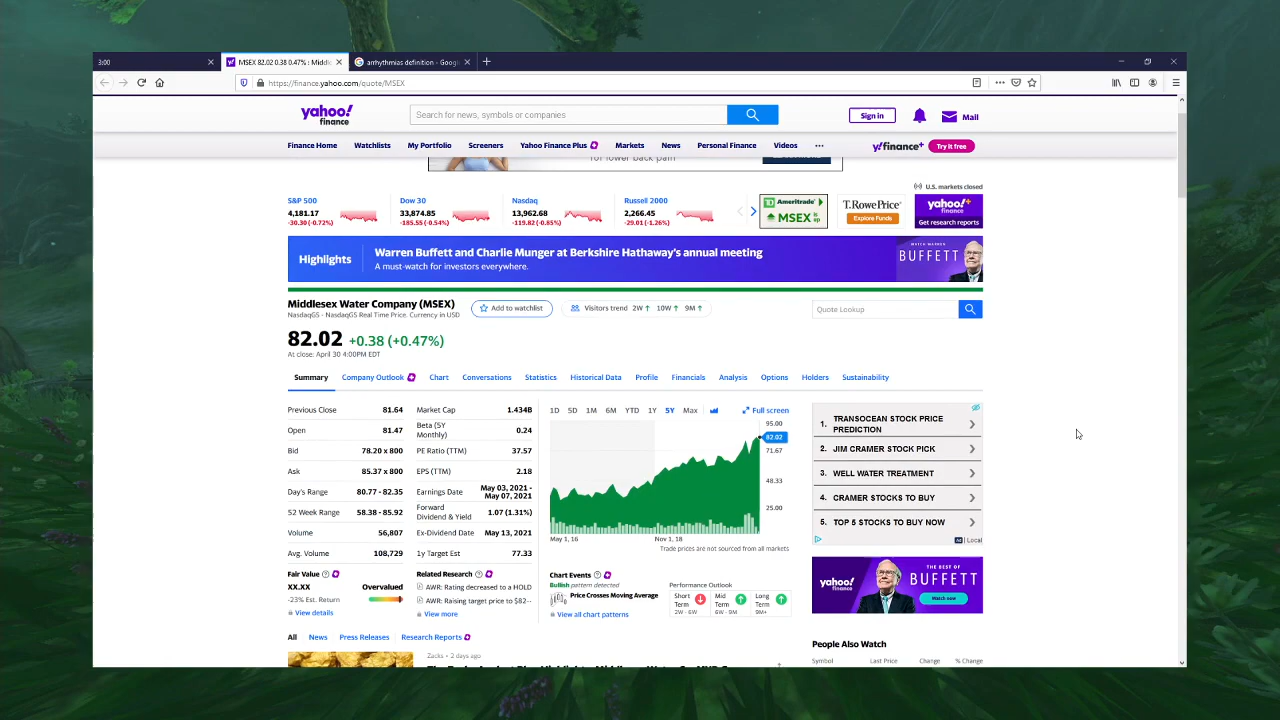 3:00
MSEX 82.02 0.38 0.47% : Middle
arrhythmias definition - Googl
https://finance.yahoo.com/quote/MSEX
yahoo!
finance
Search for news, symbols or companies
Sign in
Mail
Finance Home
Watchlists
My Portfolio
Screeners
Yahoo Finance Plus
Markets
News
Personal Finance
Videos
y!finance+
Try it free
for lower back pain
U.S. markets closed
S&P 500
4,181.17
-30.30 (-0.72%)
Dow 30
33,874.85
-185.55 (-0.54%)
Nasdaq
13,962.68
-119.82 (-0.85%)
Russell 2000
2,266.45
-29.01 (-1.26%)
TD Ameritrade
MSEX is up
T.RowePrice
Explore Funds
yahoo!+
finance
Get research reports
Highlights
Warren Buffett and Charlie Munger at Berkshire Hathaway's annual meeting
A must-watch for investors everywhere.
WATCH WARREN
BUFFETT
Middlesex Water Company (MSEX)
NasdaqGS - NasdaqGS Real Time Price. Currency in USD
Add to watchlist
Visitors trend 2W ↑ 10W ↑ 9M ↑
Quote Lookup
82.02 +0.38 (+0.47%)
At close: April 30 4:00PM EDT
Summary
Company Outlook
Chart
Conversations
Statistics
Historical Data
Profile
Financials
Analysis
Options
Holders
Sustainability
Previous Close 81.64
Open 81.47
Bid 78.20 x 800
Ask 85.37 x 800
Day's Range 80.77 - 82.35
52 Week Range 58.38 - 85.92
Volume 56,807
Avg. Volume 108,729
Market Cap 1.434B
Beta (5Y Monthly) 0.24
PE Ratio (TTM) 37.57
EPS (TTM) 2.18
Earnings Date May 03, 2021 - May 07, 2021
Forward Dividend & Yield 1.07 (1.31%)
Ex-Dividend Date May 13, 2021
1y Target Est 77.33
1D 5D 1M 6M YTD 1Y 5Y Max
Full screen
95.00
82.02
71.67
48.33
25.00
May 1, 16
Nov 1, 18
Trade prices are not sourced from all markets
1. TRANSOCEAN STOCK PRICE PREDICTION
2. JIM CRAMER STOCK PICK
3. WELL WATER TREATMENT
4. CRAMER STOCKS TO BUY
5. TOP 5 STOCKS TO BUY NOW
Ad Local
Fair Value
XX.XX
Overvalued
-23% Est. Return
View details
Related Research
AWR: Rating decreased to a HOLD
AWR: Raising target price to $82--
View more
Chart Events
Bullish pattern detected
Price Crosses Moving Average
View all chart patterns
Performance Outlook
Short Term
2W - 6W
Mid Term
6W - 9M
Long Term
9M+
yahoo!
finance
THE BEST OF
BUFFETT
Watch now
All
News
Press Releases
Research Reports
People Also Watch
Symbol
Last Price
Change
% Change
Zacks • 2 days ago